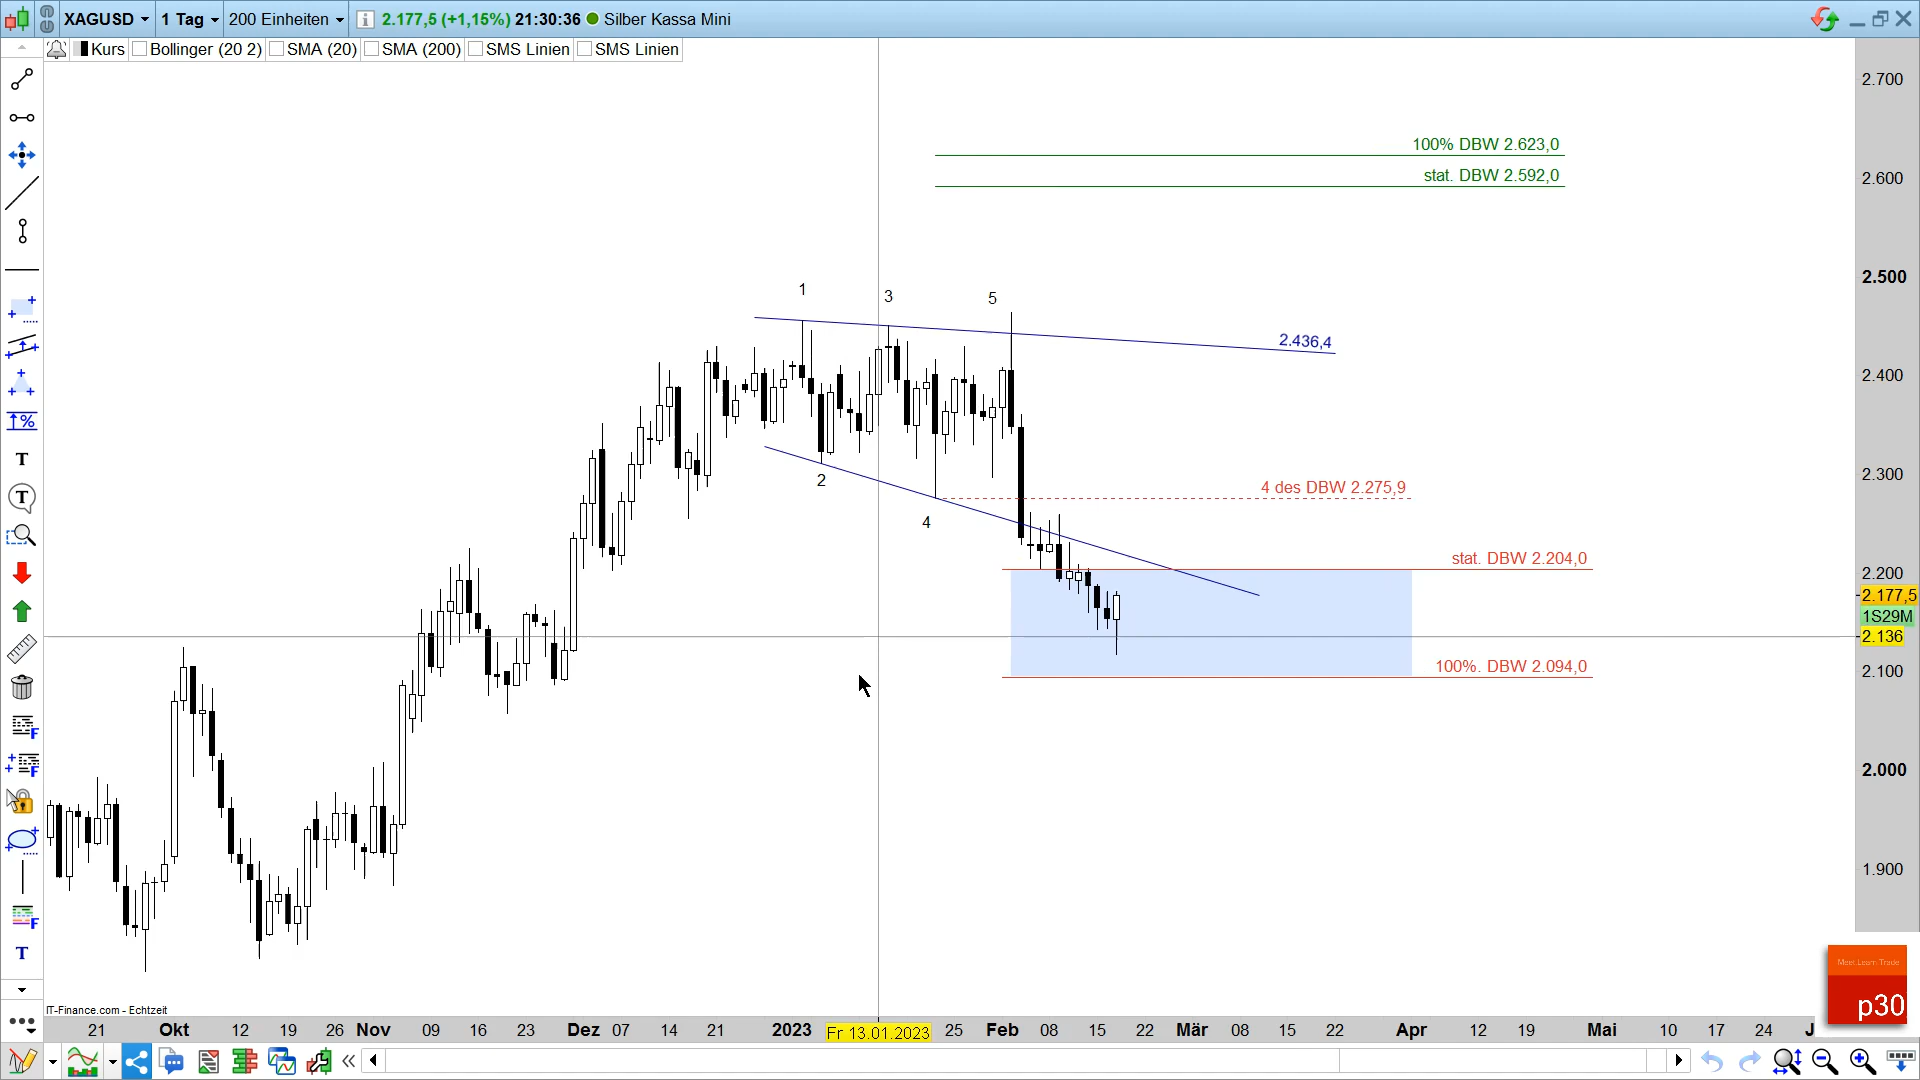 XAGUSD 1 Tag 200 Einheiten i 2.177,5 (+1,15%) 21:30:36 Silber Kassa Mini
Kurs Bollinger (20 2) SMA (20) SMA (200) SMS Linien SMS Linien
2.700
100% DBW 2.623,0
stat. DBW 2.592,0
2.600
2.500
1
3
5
2.436,4
2.400
2.300
2
4 des DBW 2.275,9
4
stat. DBW 2.204,0
2.200
2.177,5
1S29M
2.136
100%. DBW 2.094,0
2.100
2.000
1.900
%
T
T
F
F
F
T
Meet Learn Trade
p30
IT-Finance.com - Echtzeit
21 Okt 12 19 26 Nov 09 16 23 Dez 07 14 21 2023 Fr 13.01.2023 25 Feb 08 15 22 Mär 08 15 22 Apr 12 19 Mai 10 17 24 J